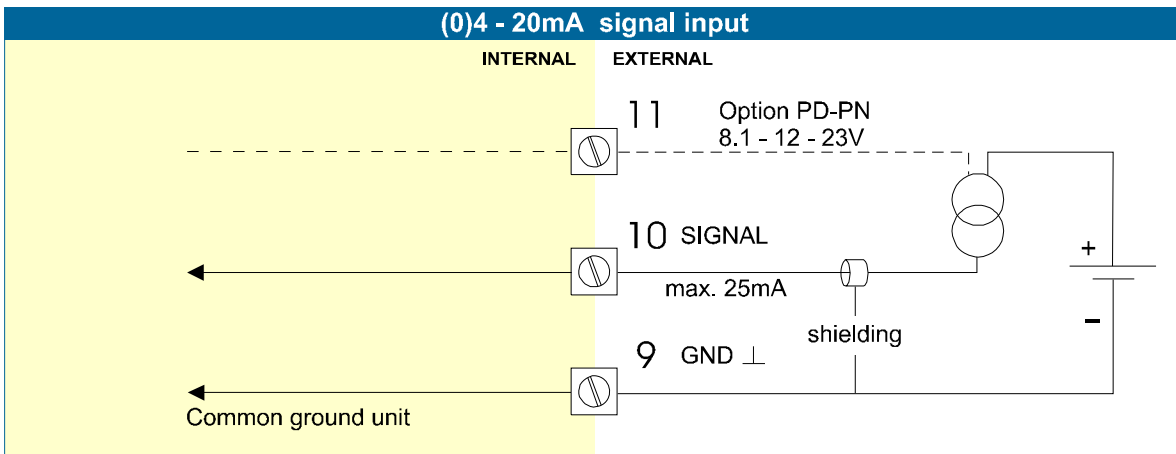 (0)4 - 20mA signal input
INTERNAL EXTERNAL
11 Option PD-PN
8.1 - 12 - 23V
10 SIGNAL
+
max. 25mA
shielding
-
9 GND ⊥
Common ground unit